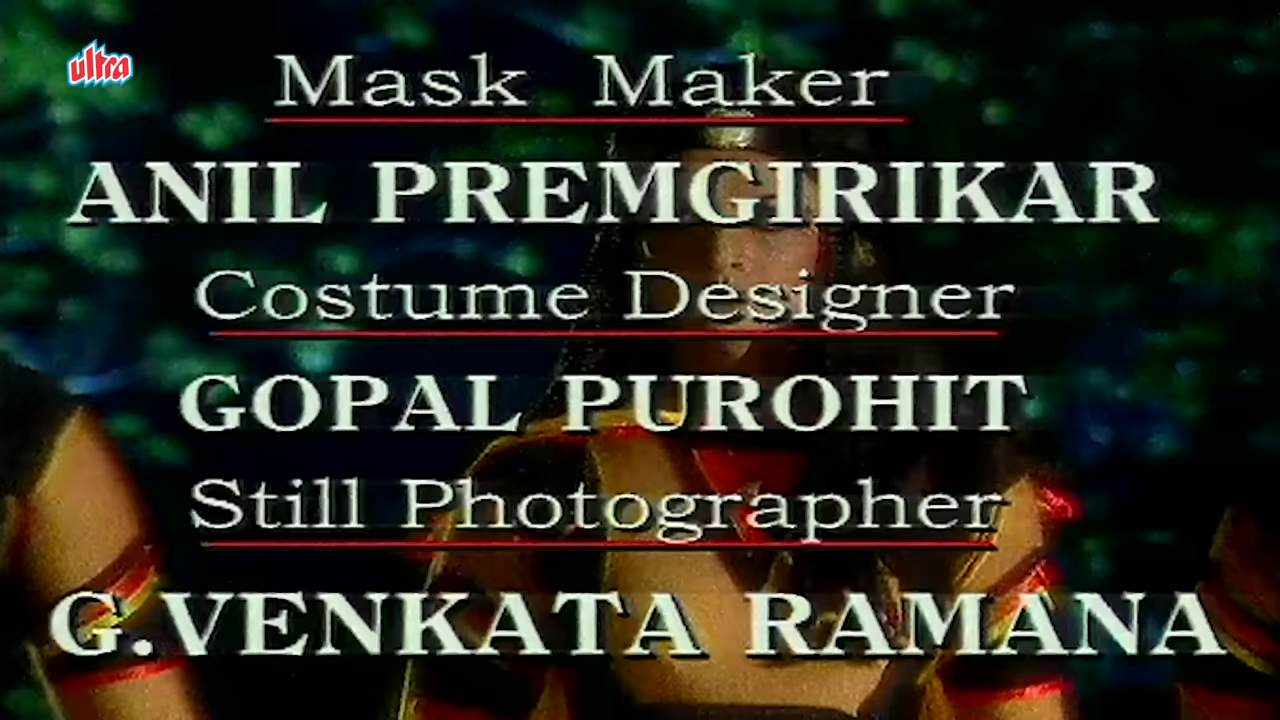 ultra
Mask Maker
ANIL PREMGIRIKAR
Costume Designer
GOPAL PUROHIT
Still Photographer
G.VENKATA RAMANA